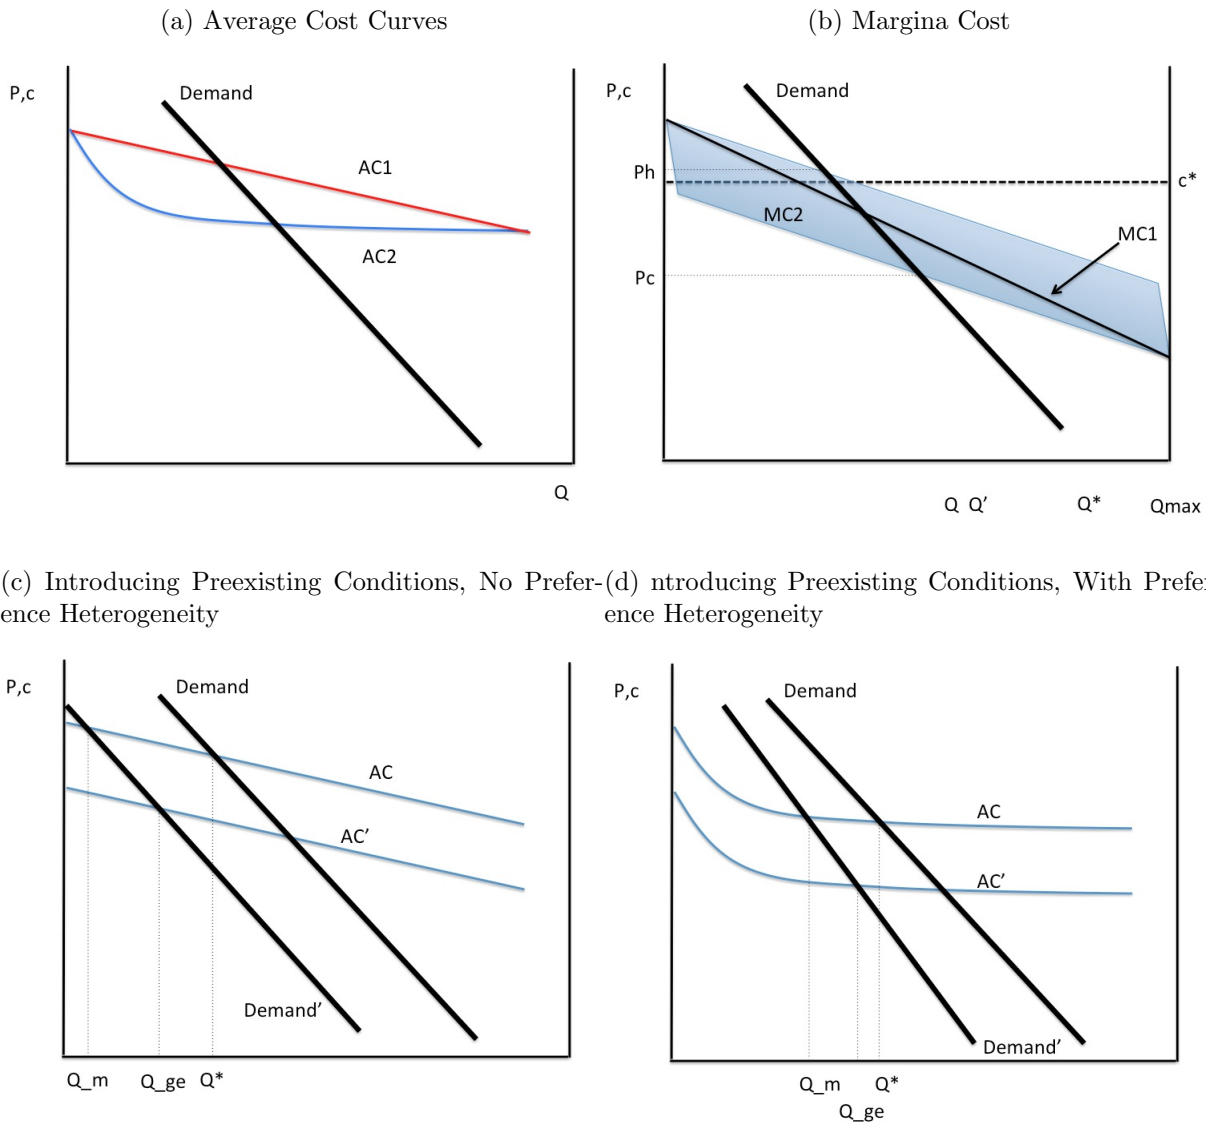 (a) Average Cost Curves
(b) Margina Cost
P,c
Demand
AC1
AC2
Q
P,c
Demand
Ph
c*
MC2
MC1
Pc
Q Q’
Q*
Qmax
(c) Introducing Preexisting Conditions, No Prefer-
ence Heterogeneity
(d) ntroducing Preexisting Conditions, With Prefer
ence Heterogeneity
P,c
Demand
AC
AC’
Demand’
Q_m
Q_ge
Q*
P,c
Demand
AC
AC’
Demand’
Q_m
Q*
Q_ge